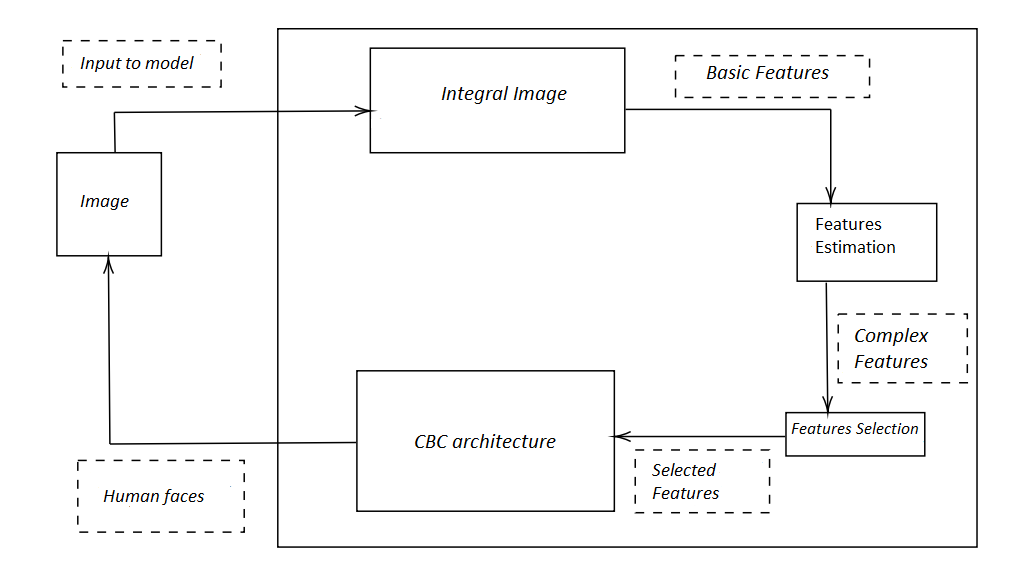 Input to model
Integral Image
Basic Features
Image
Features
Estimation
Complex
Features
Features Selection
CBC architecture
Selected
Features
Human faces